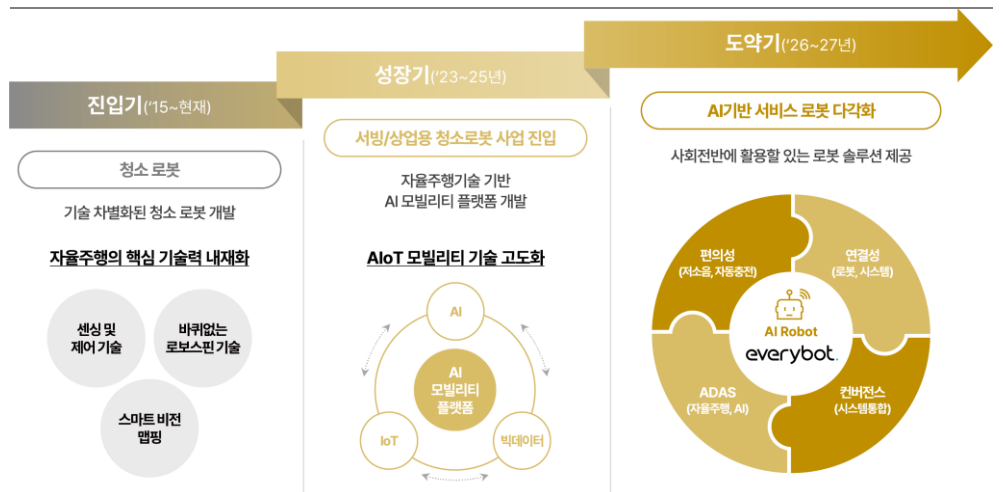 진입기('15~현재)
청소 로봇
기술 차별화된 청소 로봇 개발
자율주행의 핵심 기술력 내재화
센싱 및
제어 기술
바퀴없는
로보스핀 기술
스마트 비전
맵핑
성장기('23~25년)
서빙/상업용 청소로봇 사업 진입
자율주행기술 기반
AI 모빌리티 플랫폼 개발
AIoT 모빌리티 기술 고도화
AI
AI
모빌리티
플랫폼
IoT
빅데이터
도약기('26~27년)
AI기반 서비스 로봇 다각화
사회전반에 활용할 있는 로봇 솔루션 제공
편의성
(저소음, 자동충전)
연결성
(로봇, 시스템)
AI Robot
everybot.
ADAS
(자율주행, AI)
컨버전스
(시스템통합)